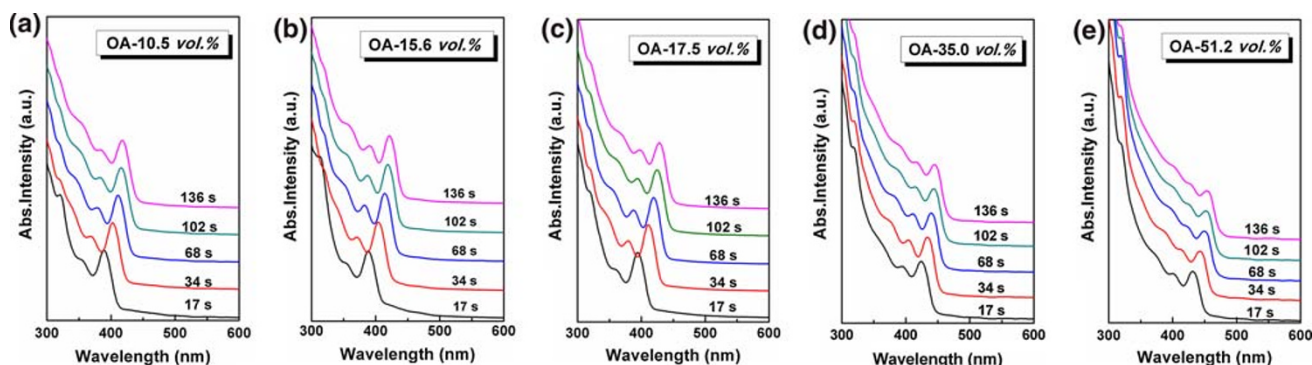 (a)
OA-10.5 vol.%
Abs.Intensity (a.u.)
136 s
102 s
68 s
34 s
17 s
300 400 500 600
Wavelength (nm)
(b)
OA-15.6 vol.%
Abs.Intensity (a.u.)
136 s
102 s
68 s
34 s
17 s
300 400 500 600
Wavelength (nm)
(c)
OA-17.5 vol.%
Abs.Intensity (a.u.)
136 s
102 s
68 s
34 s
17 s
300 400 500 600
Wavelength (nm)
(d)
OA-35.0 vol.%
Abs.Intensity (a.u.)
136 s
102 s
68 s
34 s
17 s
300 400 500 600
Wavelength (nm)
(e)
OA-51.2 vol.%
Abs.Intensity (a.u.)
136 s
102 s
68 s
34 s
17 s
300 400 500 600
Wavelength (nm)